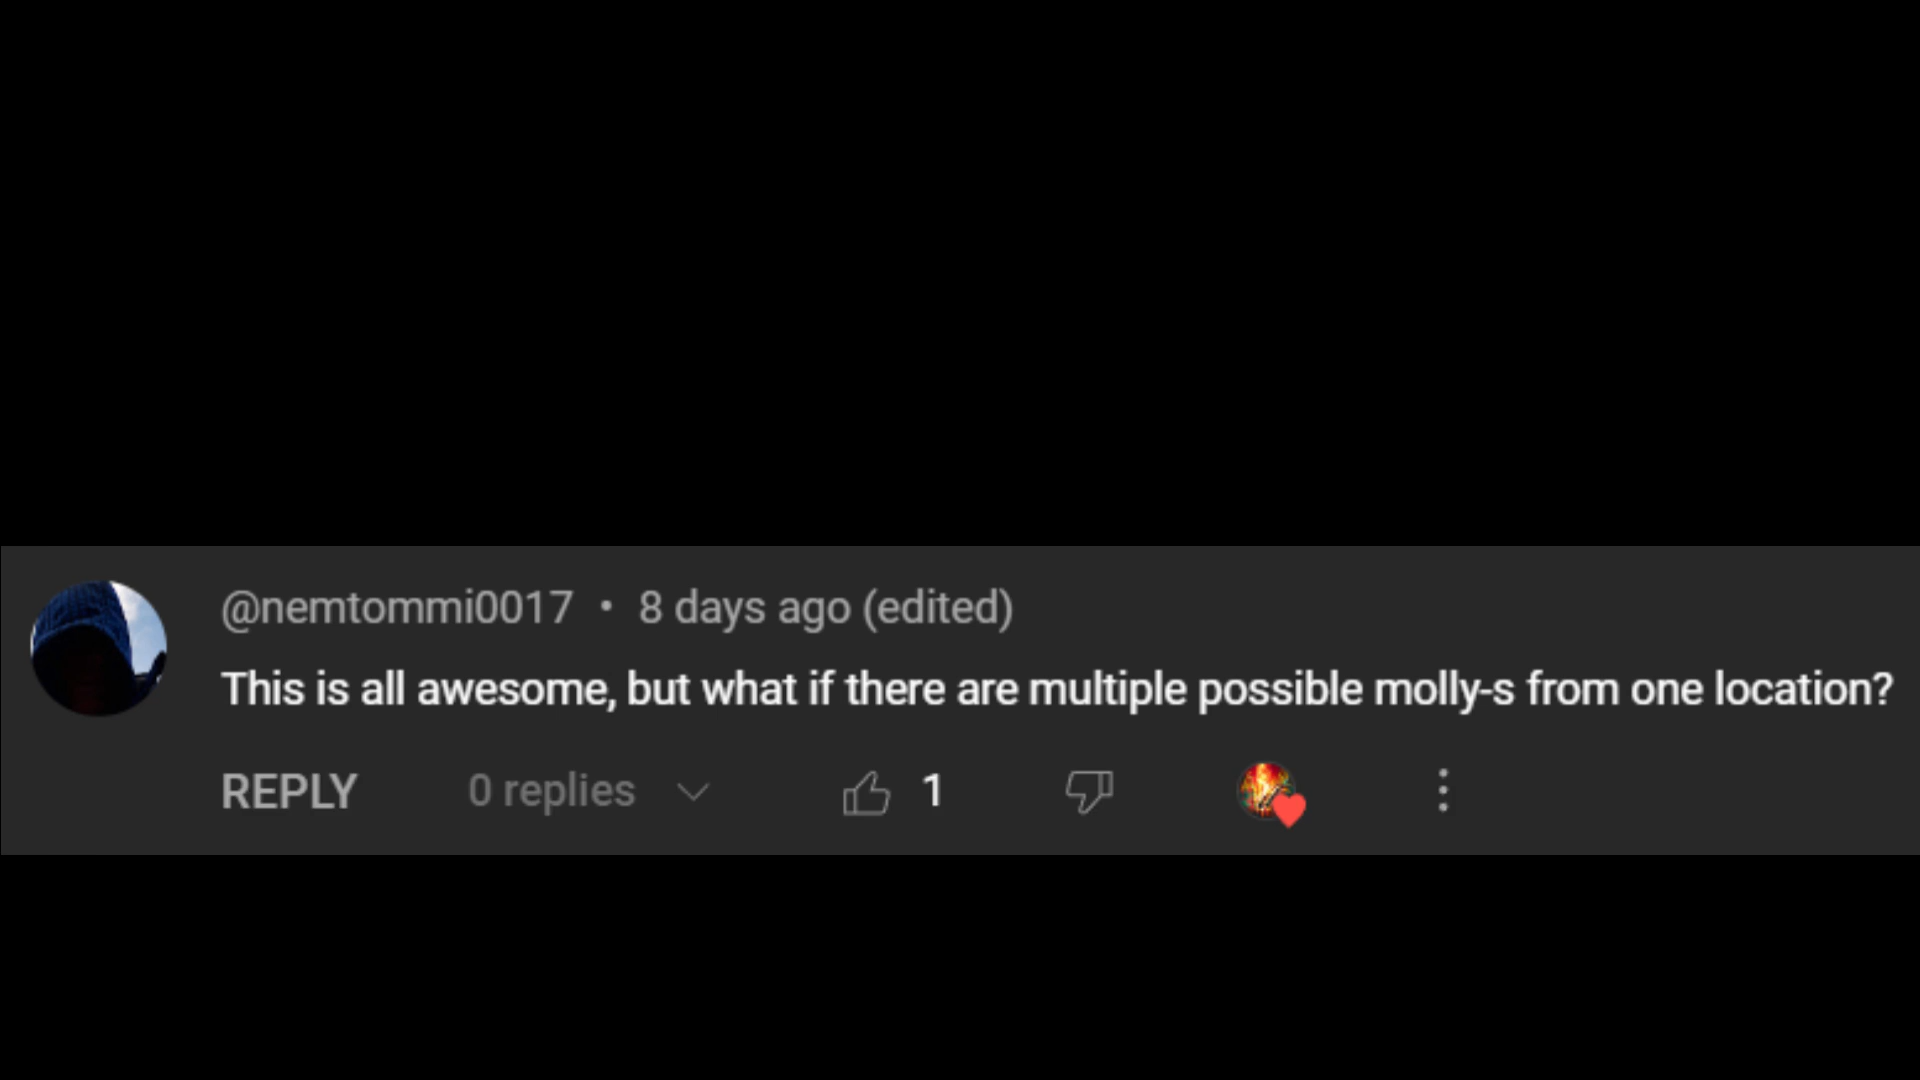 @nemtommi0017 • 8 days ago (edited)
This is all awesome, but what if there are multiple possible molly-s from one location?
REPLY 0 replies 1